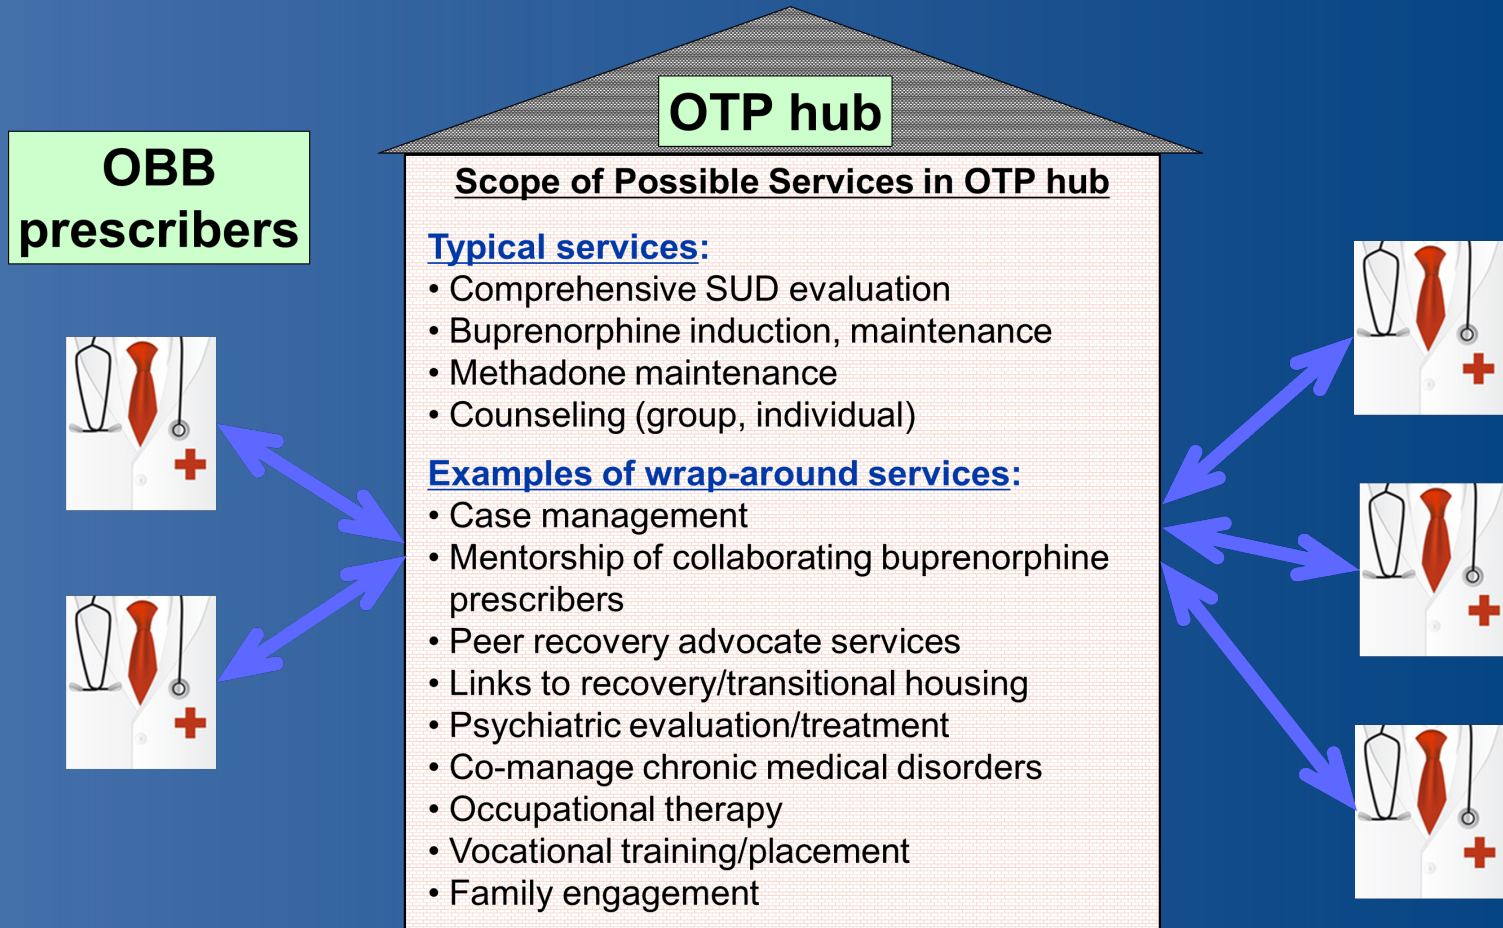 OTP hub
OBB
prescribers
Scope of Possible Services in OTP hub
Typical services:
• Comprehensive SUD evaluation
• Buprenorphine induction, maintenance
• Methadone maintenance
• Counseling (group, individual)
Examples of wrap-around services:
• Case management
• Mentorship of collaborating buprenorphine
prescribers
• Peer recovery advocate services
• Links to recovery/transitional housing
• Psychiatric evaluation/treatment
• Co-manage chronic medical disorders
• Occupational therapy
• Vocational training/placement
• Family engagement